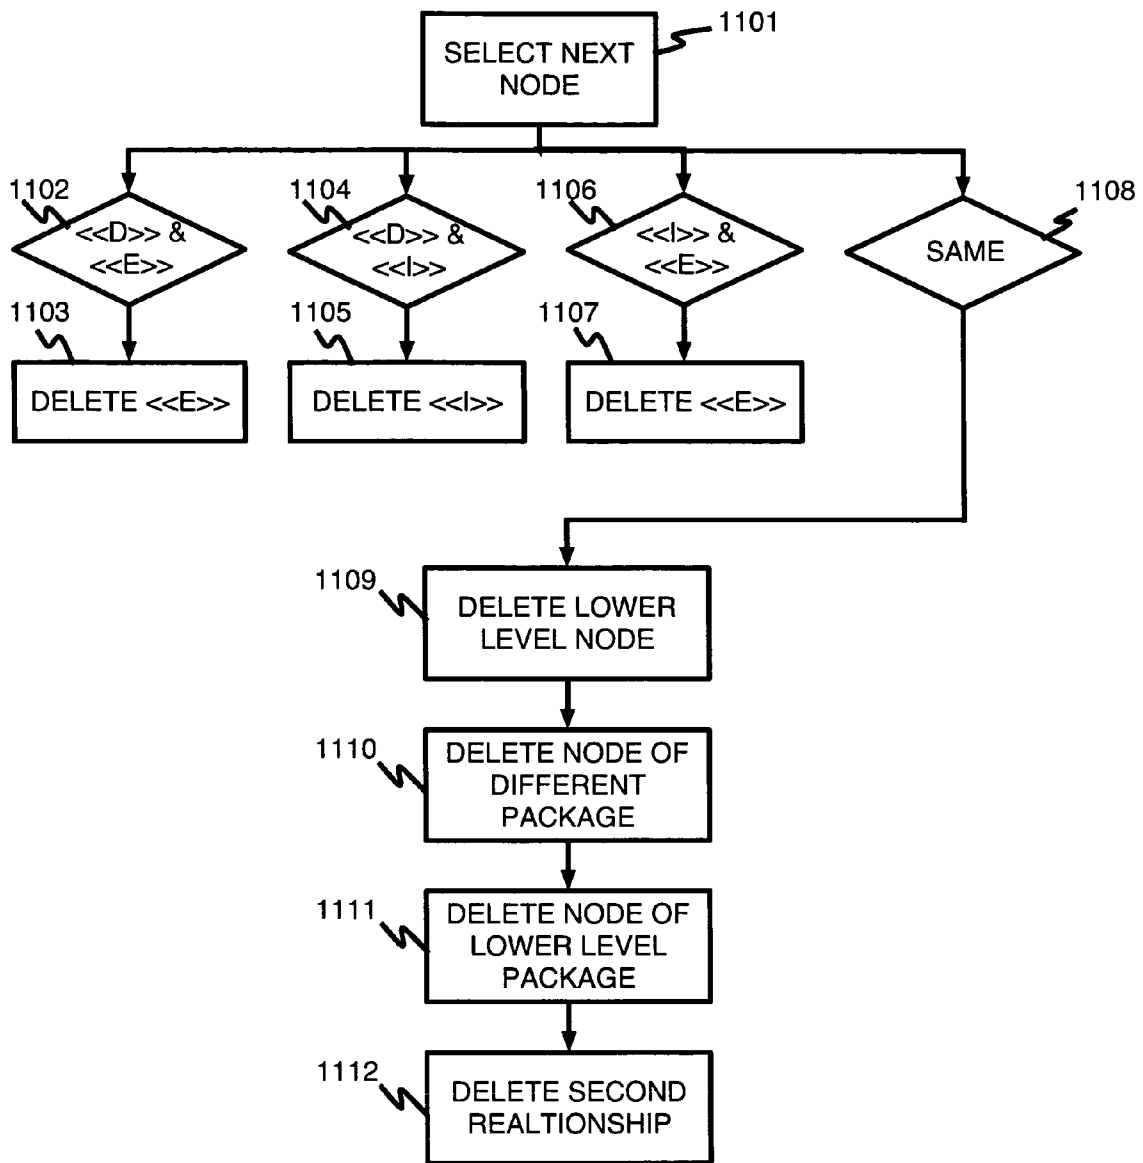 1101
SELECT NEXT
NODE
1102
<<D>> &
<<E>>
1104
<<D>> &
<<I>>
1106
<<I>> &
<<E>>
1108
SAME
1103
DELETE <<E>>
1105
DELETE <<I>>
1107
DELETE <<E>>
1109
DELETE LOWER
LEVEL NODE
1110
DELETE NODE OF
DIFFERENT
PACKAGE
1111
DELETE NODE OF
LOWER LEVEL
PACKAGE
1112
DELETE SECOND
REALTIONSHIP